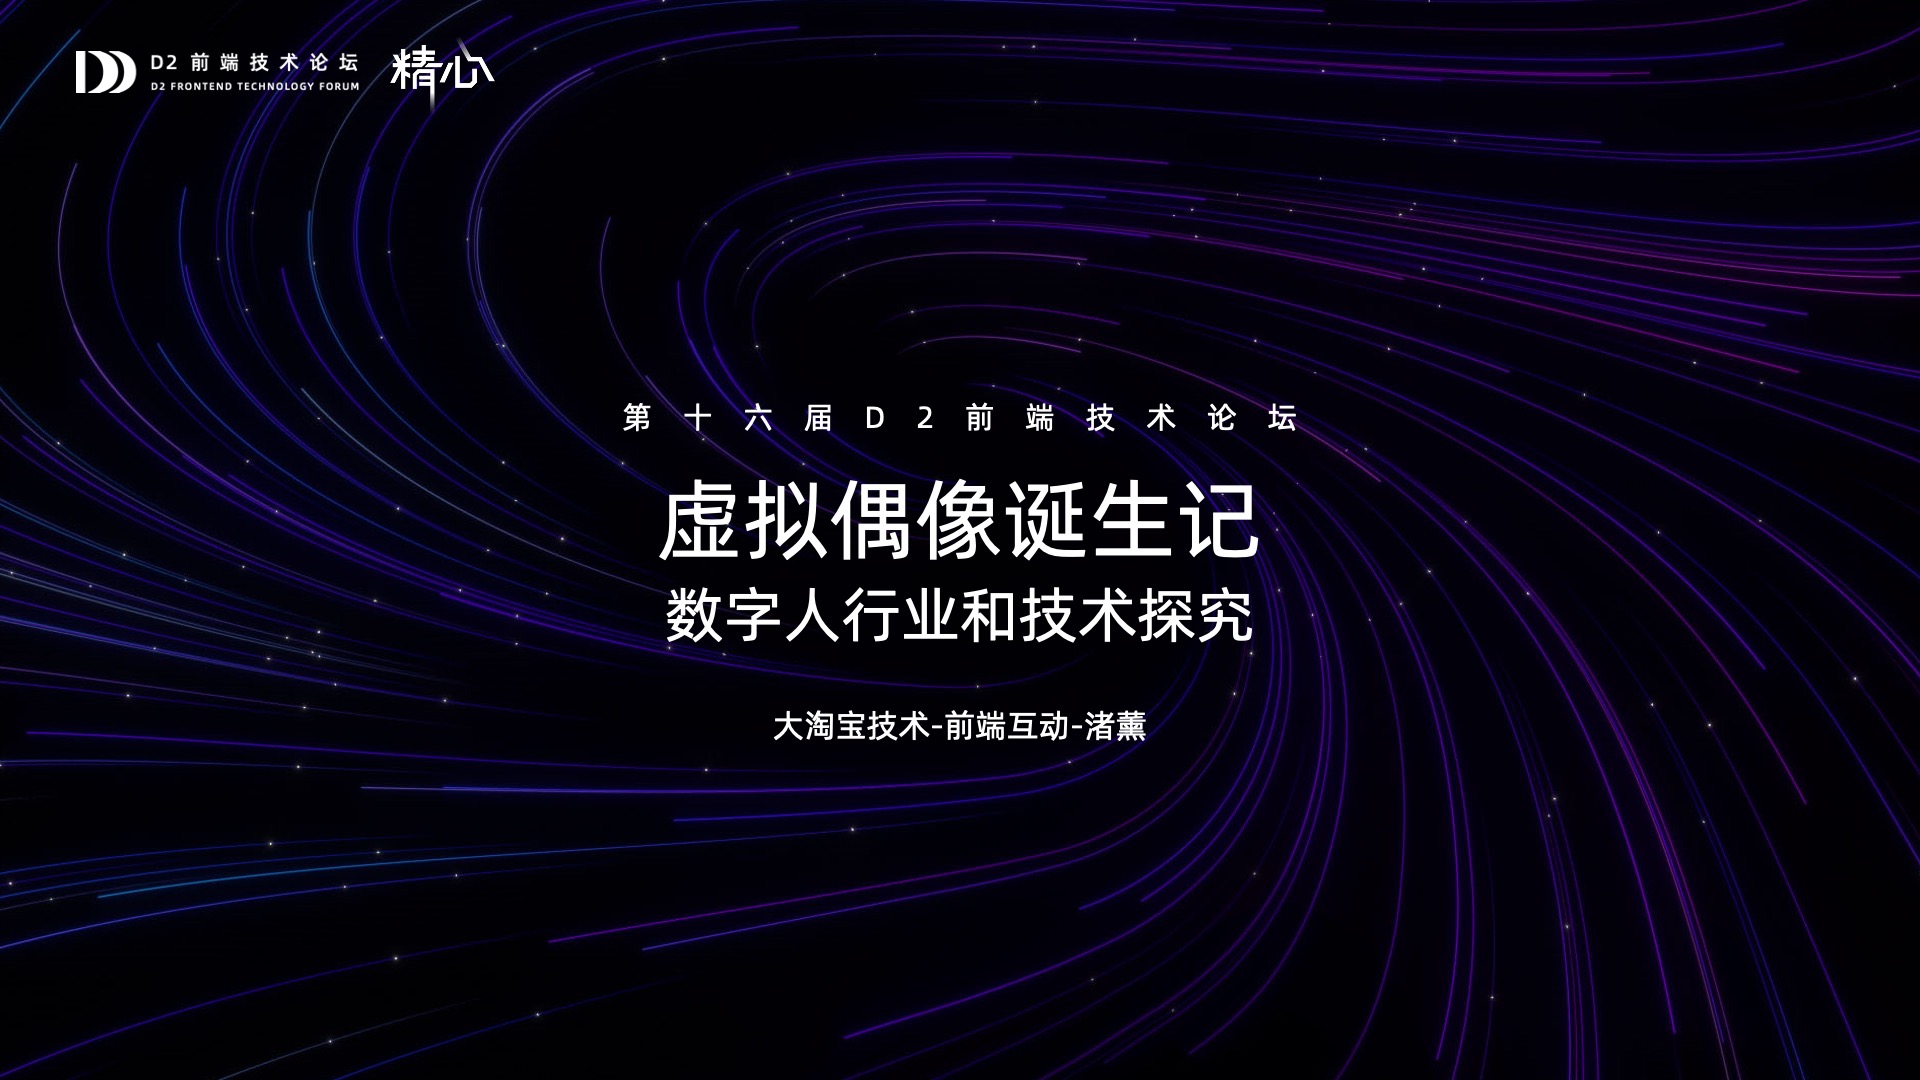 D2 前端技术论坛
D2 FRONTEND TECHNOLOGY FORUM
精心
第十六届D2前端技术论坛
虚拟偶像诞生记
数字人行业和技术探究
大淘宝技术-前端互动-渚薰